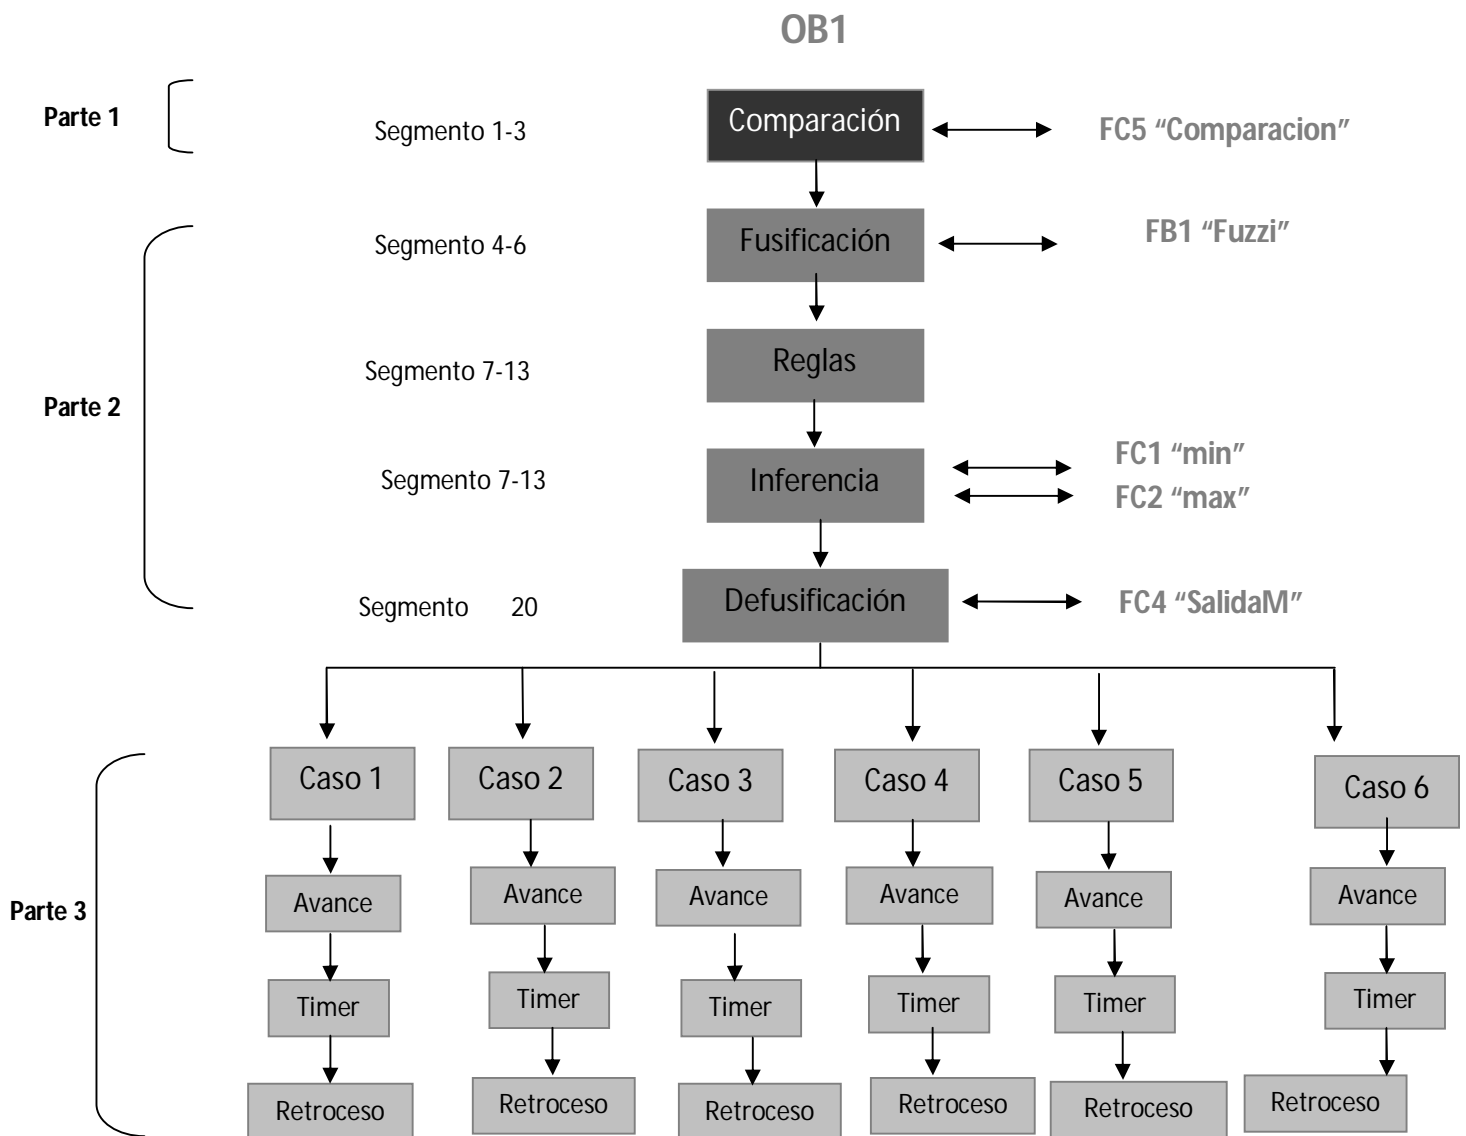 OB1
Parte 1
Segmento 1-3
Comparación
FC5 “Comparacion”
Segmento 4-6
Fusificación
FB1 “Fuzzi”
Segmento 7-13
Reglas
Parte 2
Segmento 7-13
Inferencia
FC1 “min”
FC2 “max”
Segmento 20
Defusificación
FC4 “SalidaM”
Caso 1
Caso 2
Caso 3
Caso 4
Caso 5
Caso 6
Parte 3
Avance
Avance
Avance
Avance
Avance
Avance
Timer
Timer
Timer
Timer
Timer
Timer
Retroceso
Retroceso
Retroceso
Retroceso
Retroceso
Retroceso